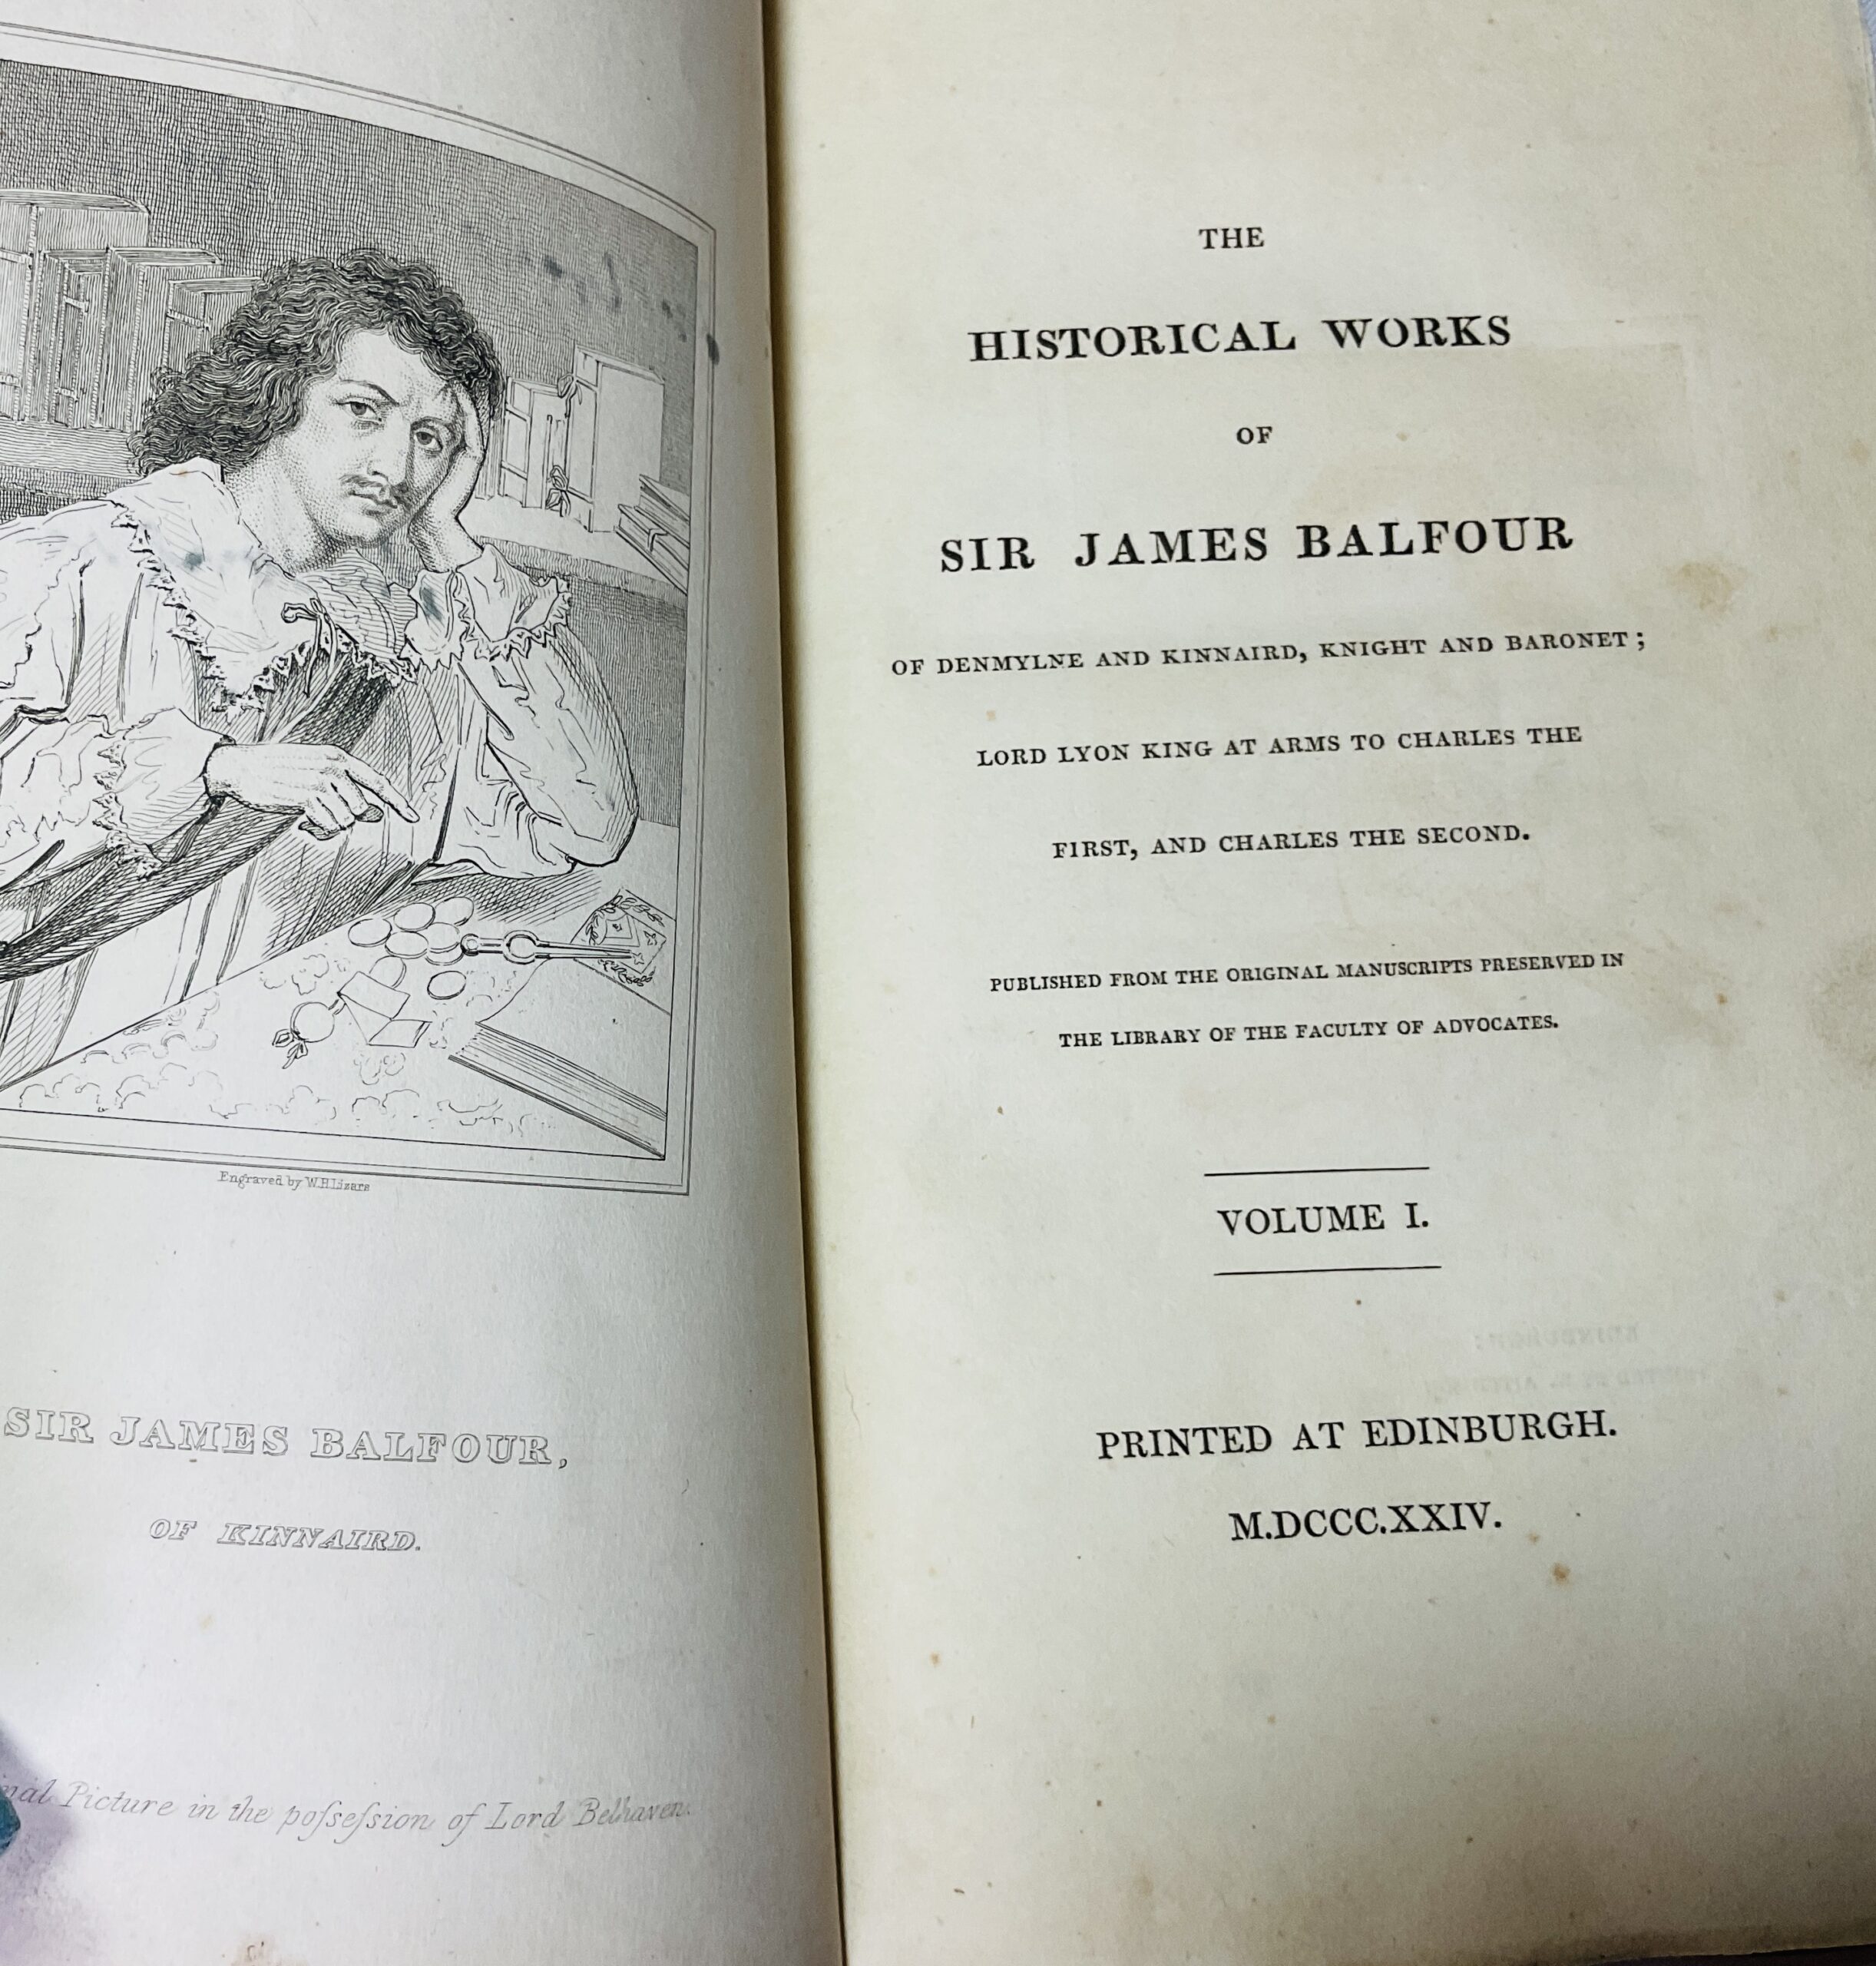 Engraved by W.H.Lizars
SIR JAMES BALFOUR,
OF KINNAIRD.
Picture in the poſseſsion of Lord Belhaven.
THE
HISTORICAL WORKS
OF
SIR JAMES BALFOUR
OF DENMYLNE AND KINNAIRD, KNIGHT AND BARONET;
LORD LYON KING AT ARMS TO CHARLES THE
FIRST, AND CHARLES THE SECOND.
PUBLISHED FROM THE ORIGINAL MANUSCRIPTS PRESERVED IN
THE LIBRARY OF THE FACULTY OF ADVOCATES.
VOLUME I.
PRINTED AT EDINBURGH.
M.DCCC.XXIV.